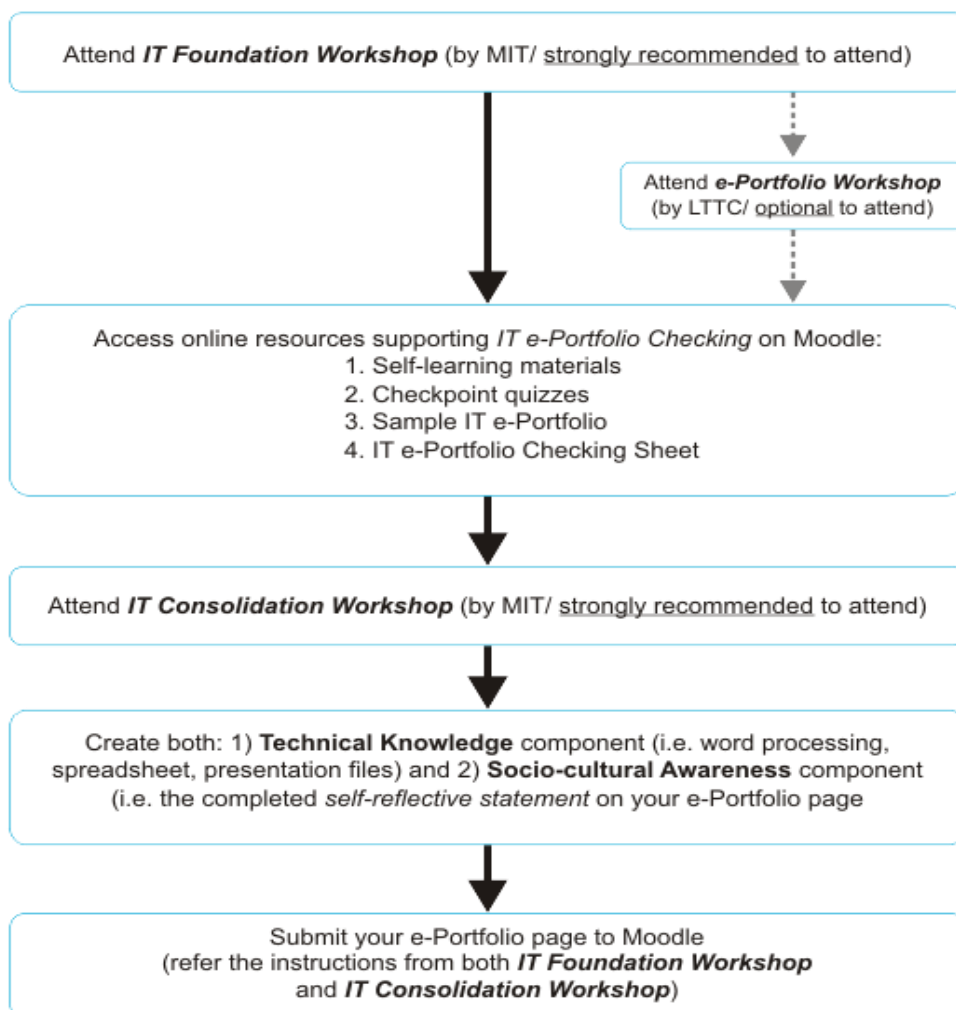 Attend IT Foundation Workshop (by MIT/ strongly recommended to attend)
Attend e-Portfolio Workshop
(by LTTC/ optional to attend)
Access online resources supporting IT e-Portfolio Checking on Moodle:
1. Self-learning materials
2. Checkpoint quizzes
3. Sample IT e-Portfolio
4. IT e-Portfolio Checking Sheet
Attend IT Consolidation Workshop (by MIT/ strongly recommended to attend)
Create both: 1) Technical Knowledge component (i.e. word processing,
spreadsheet, presentation files) and 2) Socio-cultural Awareness component
(i.e. the completed self-reflective statement on your e-Portfolio page
Submit your e-Portfolio page to Moodle
(refer the instructions from both IT Foundation Workshop
and IT Consolidation Workshop)